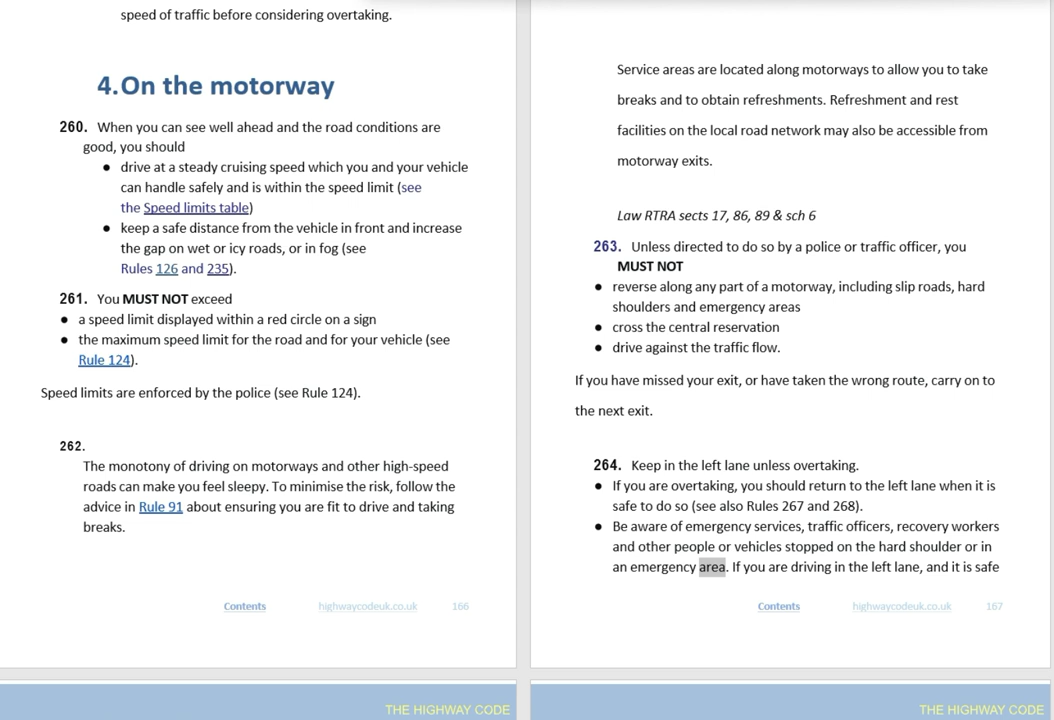 speed of traffic before considering overtaking.
4.On the motorway
260. When you can see well ahead and the road conditions are
good, you should
● drive at a steady cruising speed which you and your vehicle
can handle safely and is within the speed limit (see
the Speed limits table)
● keep a safe distance from the vehicle in front and increase
the gap on wet or icy roads, or in fog (see
Rules 126 and 235).
261. You MUST NOT exceed
● a speed limit displayed within a red circle on a sign
● the maximum speed limit for the road and for your vehicle (see
Rule 124).
Speed limits are enforced by the police (see Rule 124).
262.
The monotony of driving on motorways and other high-speed
roads can make you feel sleepy. To minimise the risk, follow the
advice in Rule 91 about ensuring you are fit to drive and taking
breaks.
Contents highwaycodeuk.co.uk 166
THE HIGHWAY CODE
Service areas are located along motorways to allow you to take
breaks and to obtain refreshments. Refreshment and rest
facilities on the local road network may also be accessible from
motorway exits.
Law RTRA sects 17, 86, 89 & sch 6
263. Unless directed to do so by a police or traffic officer, you
MUST NOT
● reverse along any part of a motorway, including slip roads, hard
shoulders and emergency areas
● cross the central reservation
● drive against the traffic flow.
If you have missed your exit, or have taken the wrong route, carry on to
the next exit.
264. Keep in the left lane unless overtaking.
● If you are overtaking, you should return to the left lane when it is
safe to do so (see also Rules 267 and 268).
● Be aware of emergency services, traffic officers, recovery workers
and other people or vehicles stopped on the hard shoulder or in
an emergency area. If you are driving in the left lane, and it is safe
Contents highwaycodeuk.co.uk 167
THE HIGHWAY CODE